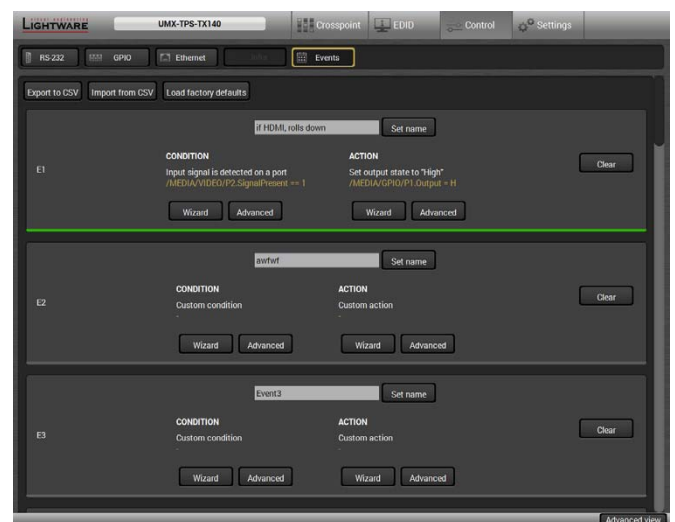 LIGHTWARE UMX-TPS-TX140 Crosspoint EDID Control Settings
RS-232 GPIO Ethernet Events
Export to CSV Import from CSV Load factory defaults
if HDMI, rolls down Set name
CONDITION ACTION
E1 Input signal is detected on a port Set output state to "High" Clear
/MEDIA/VIDEO/P2.SignalPresent == 1 /MEDIA/GPIO/P1.Output = H
Wizard Advanced Wizard Advanced
awfwf Set name
CONDITION ACTION
E2 Custom condition Custom action Clear
- -
Wizard Advanced Wizard Advanced
Event3 Set name
CONDITION ACTION
E3 Custom condition Custom action Clear
- -
Wizard Advanced Wizard Advanced
Advanced view